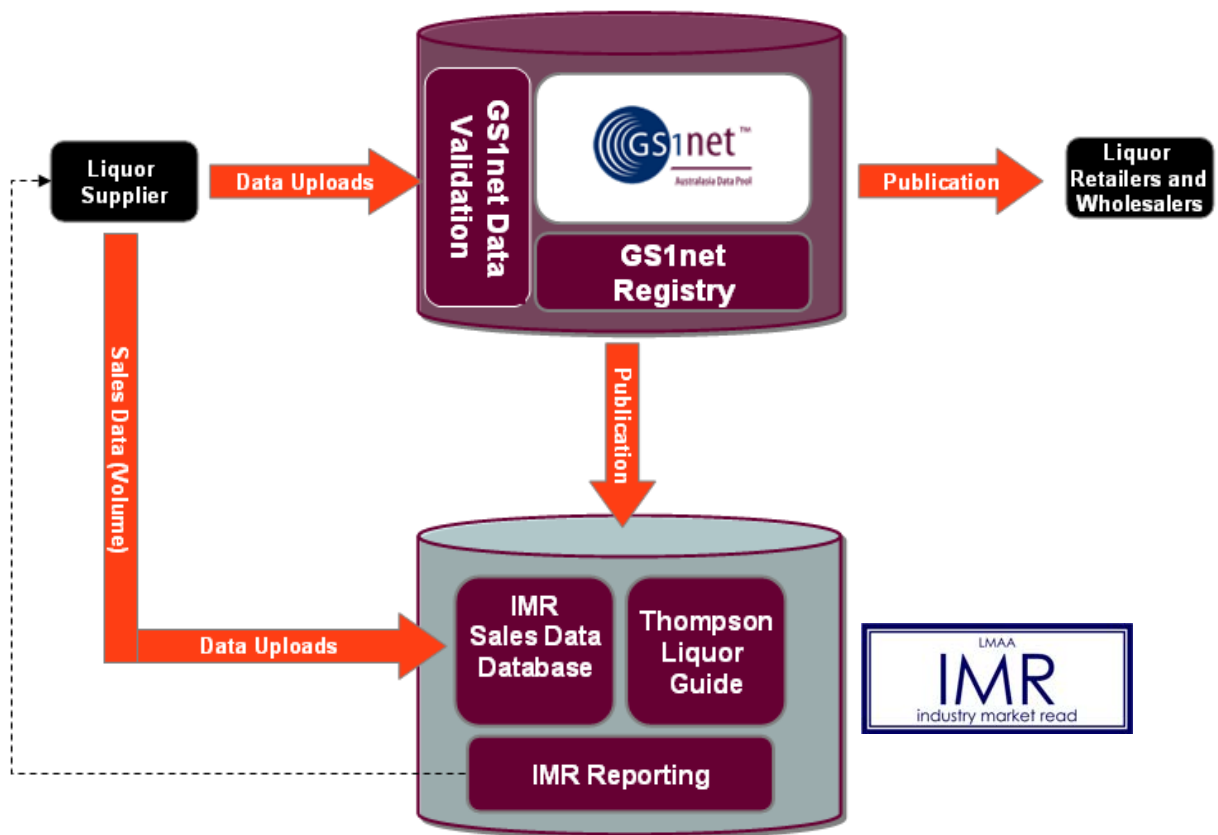 GS1net Data
Validation
GS1net™
Australasia Data Pool
GS1net
Registry
Liquor
Supplier
Data Uploads
Publication
Liquor
Retailers and
Wholesalers
Sales Data (Volume)
Publication
Data Uploads
IMR
Sales Data
Database
Thompson
Liquor
Guide
IMR Reporting
LMAA
IMR
industry market read